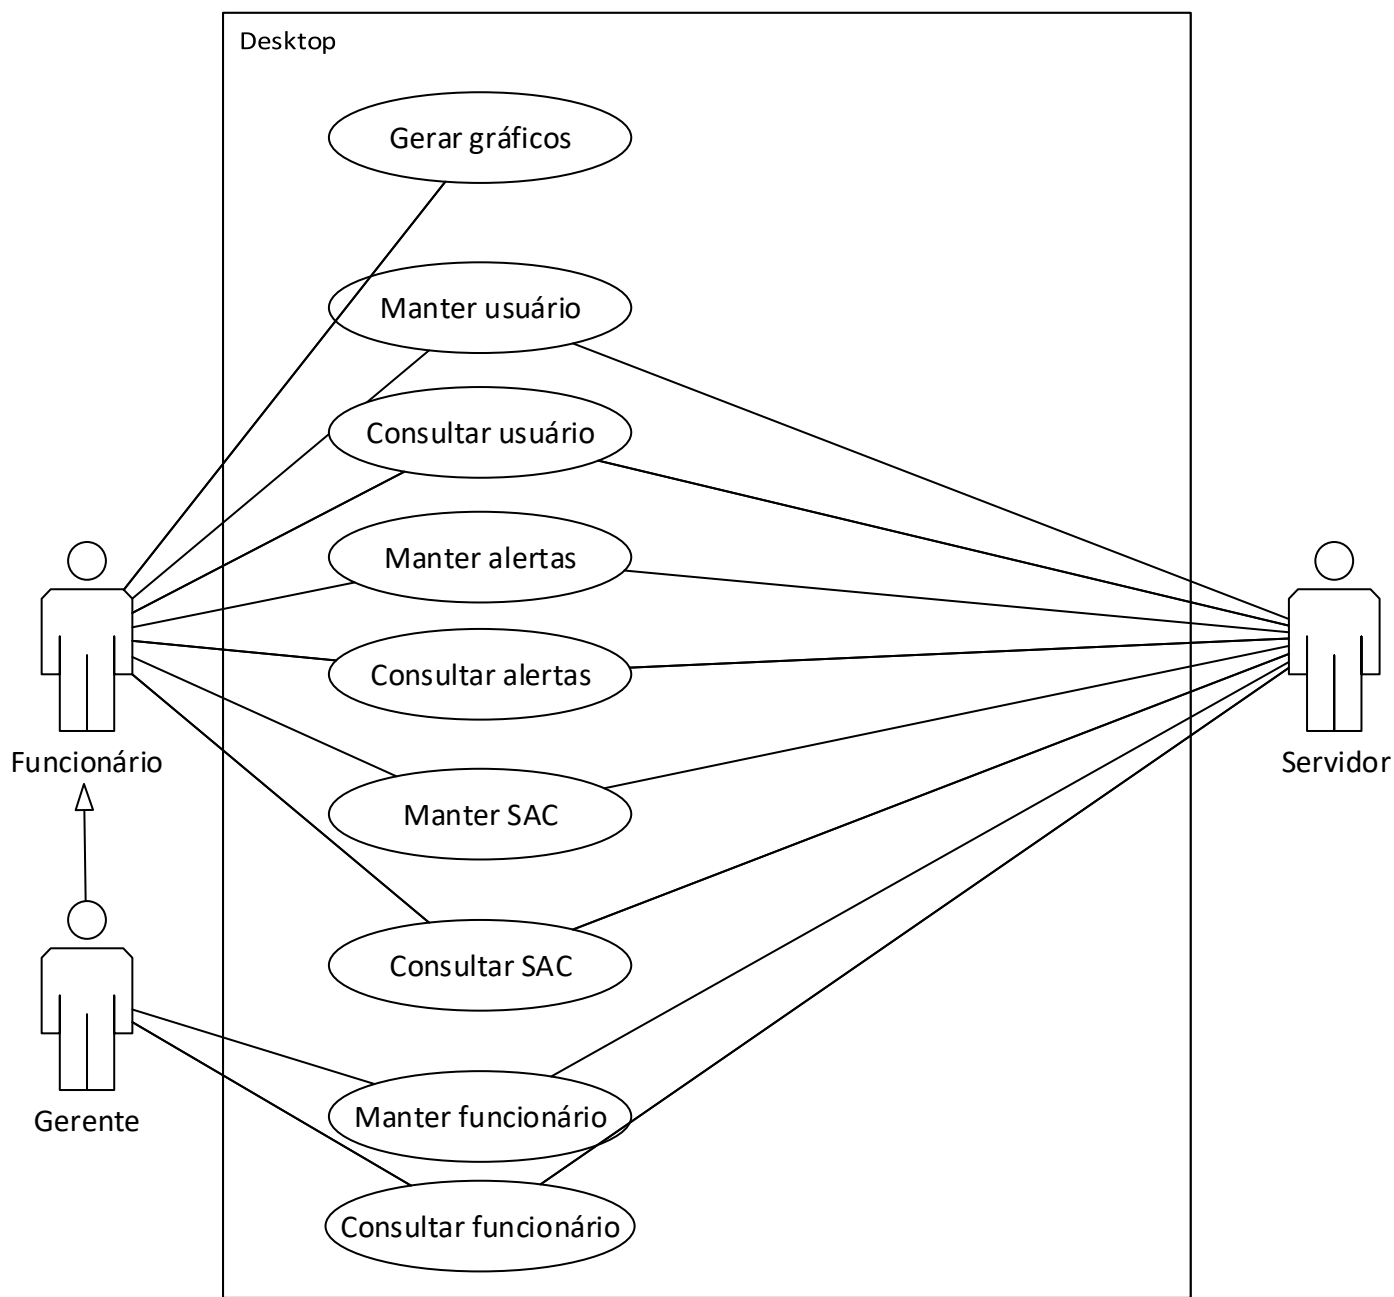 Desktop
Gerar gráficos
Manter usuário
Consultar usuário
Manter alertas
Consultar alertas
Funcionário
Servidor
Manter SAC
Consultar SAC
Manter funcionário
Gerente
Consultar funcionário